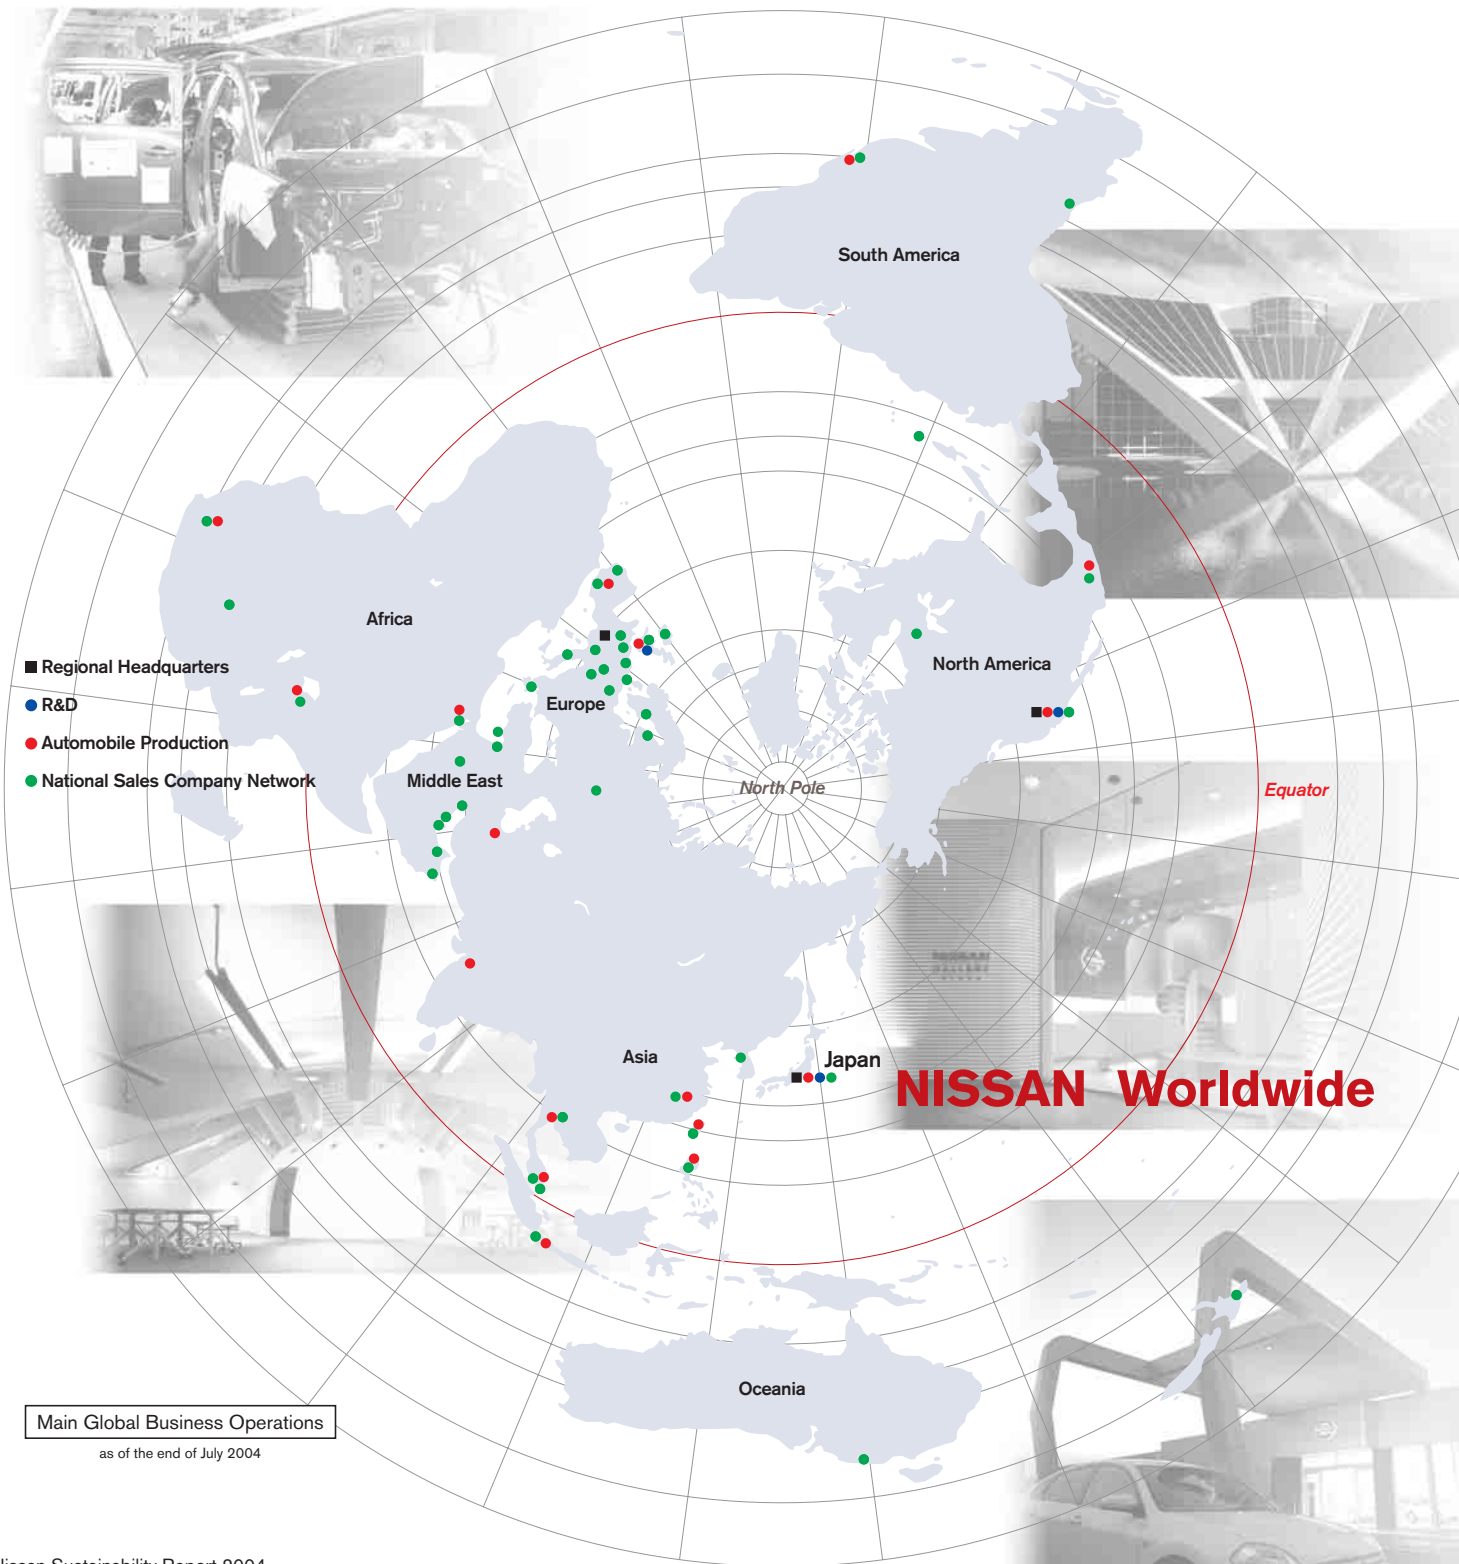 South America
Africa
North America
Regional Headquarters
R&D
Europe
Automobile Production
National Sales Company Network
Middle East
North Pole
Equator
Asia
Japan
NISSAN Worldwide
Oceania
Main Global Business Operations
as of the end of July 2004